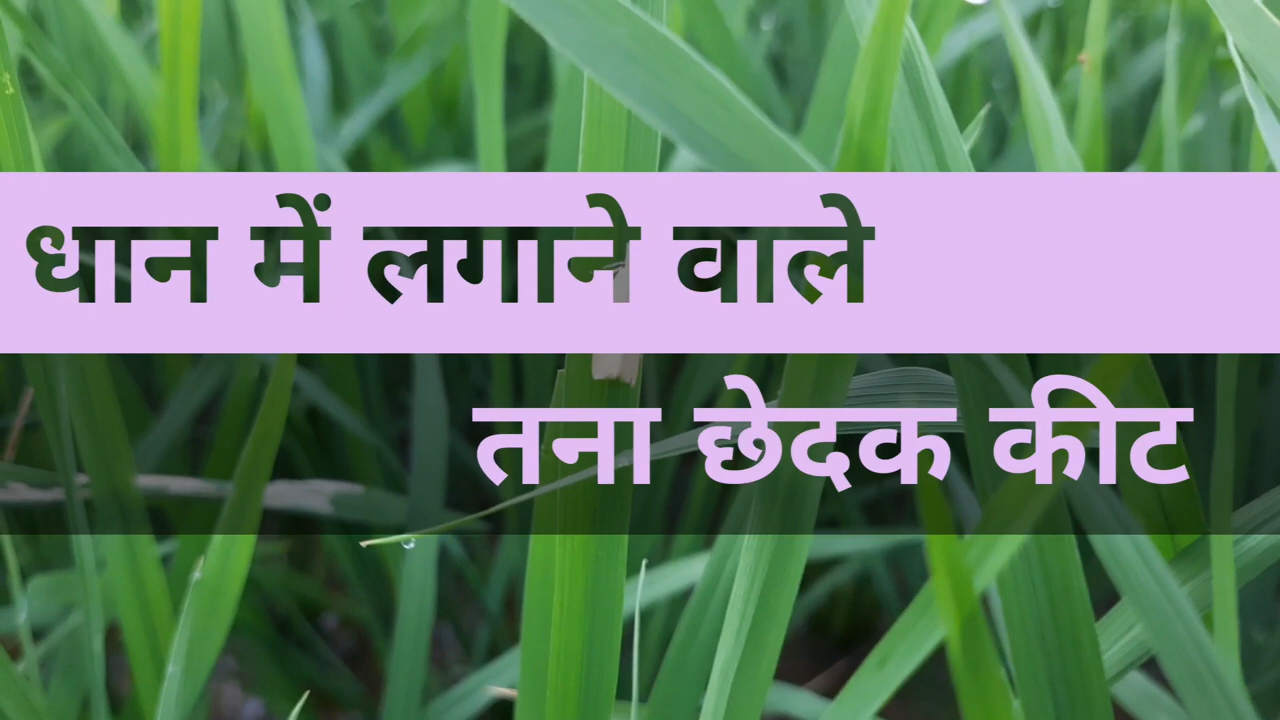 धान में लगाने वाले
तना छेदक कीट